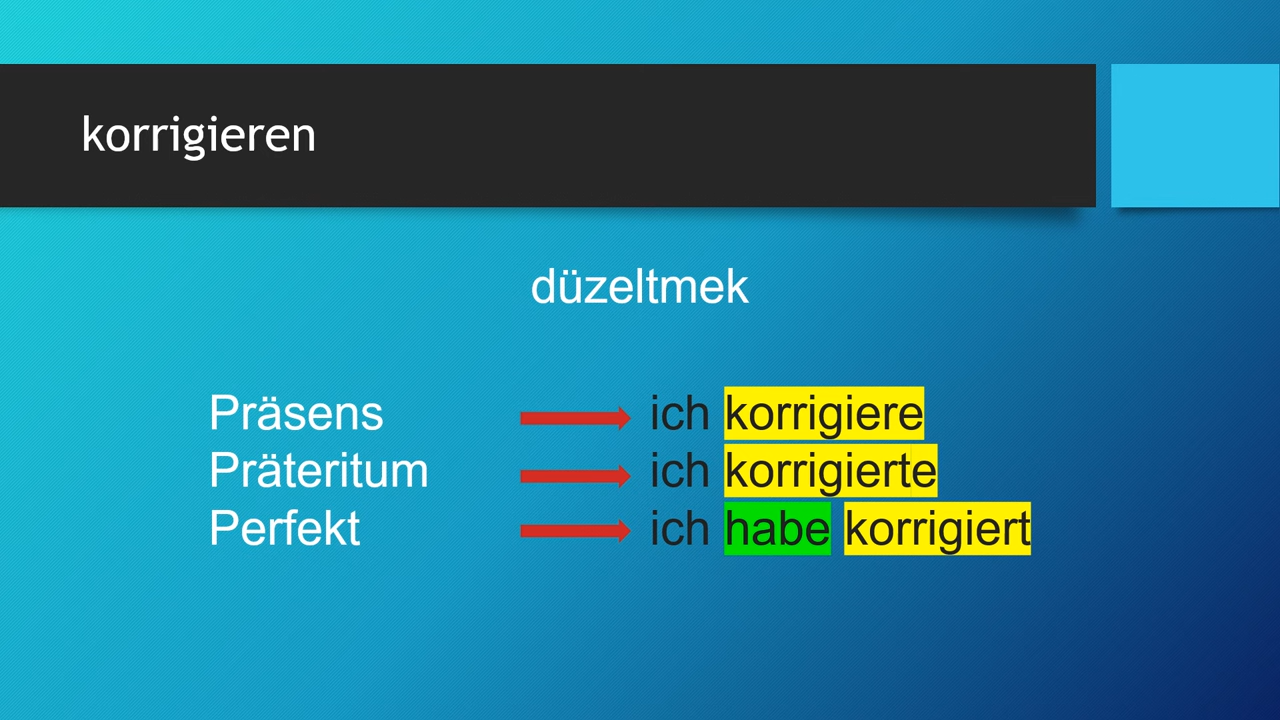 korrigieren
düzeltmek
Präsens ich korrigiere
Präteritum ich korrigierte
Perfekt ich habe korrigiert